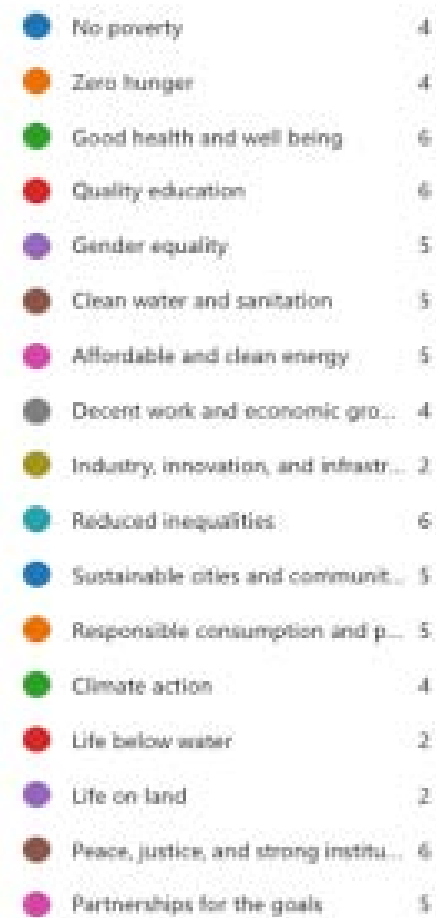 No poverty 4
Zero hunger 4
Good health and well being 6
Quality education 6
Gender equality 5
Clean water and sanitation 5
Affordable and clean energy 5
Decent work and economic gro... 4
Industry, innovation, and infrastr... 2
Reduced inequalities 6
Sustainable cities and communit... 5
Responsible consumption and p... 5
Climate action 4
Life below water 2
Life on land 2
Peace, justice, and strong institu... 6
Partnerships for the goals 5